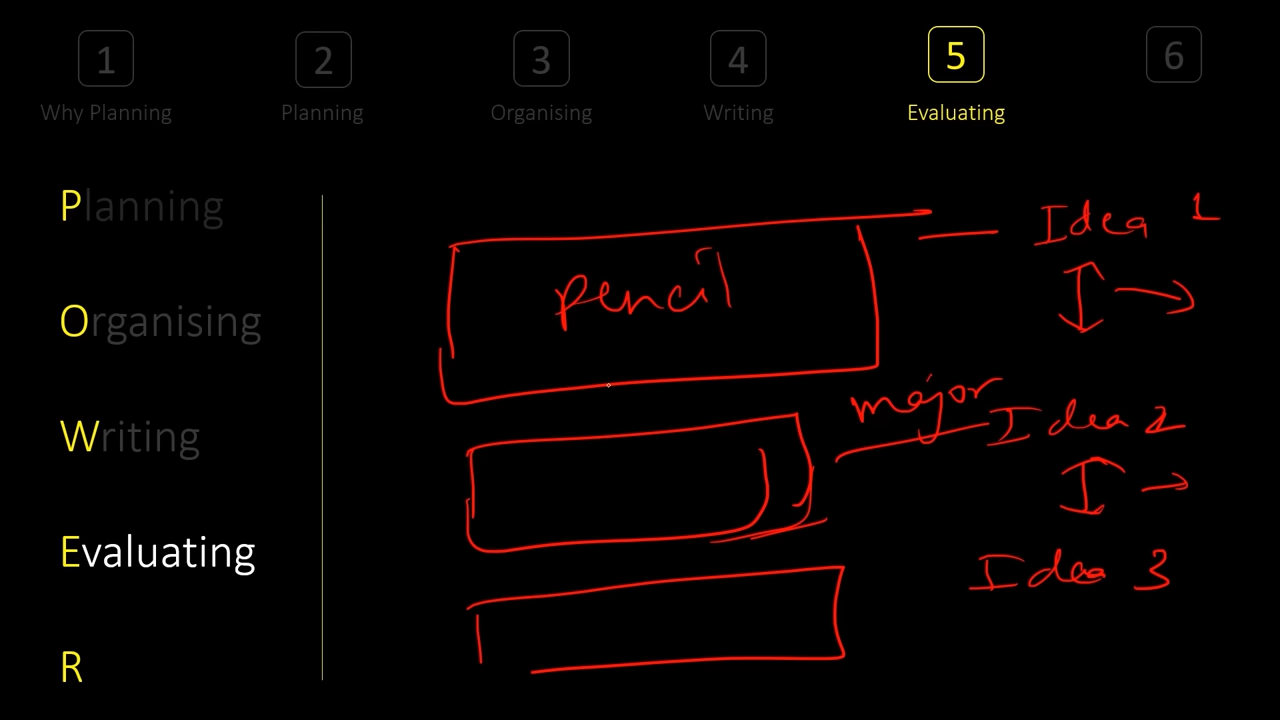 1 2 3 4 5 6
Why Planning Planning Organising Writing Evaluating
Planning
Organising
Writing
Evaluating
R
pencil
Idea 1
major
Idea 2
Idea 3